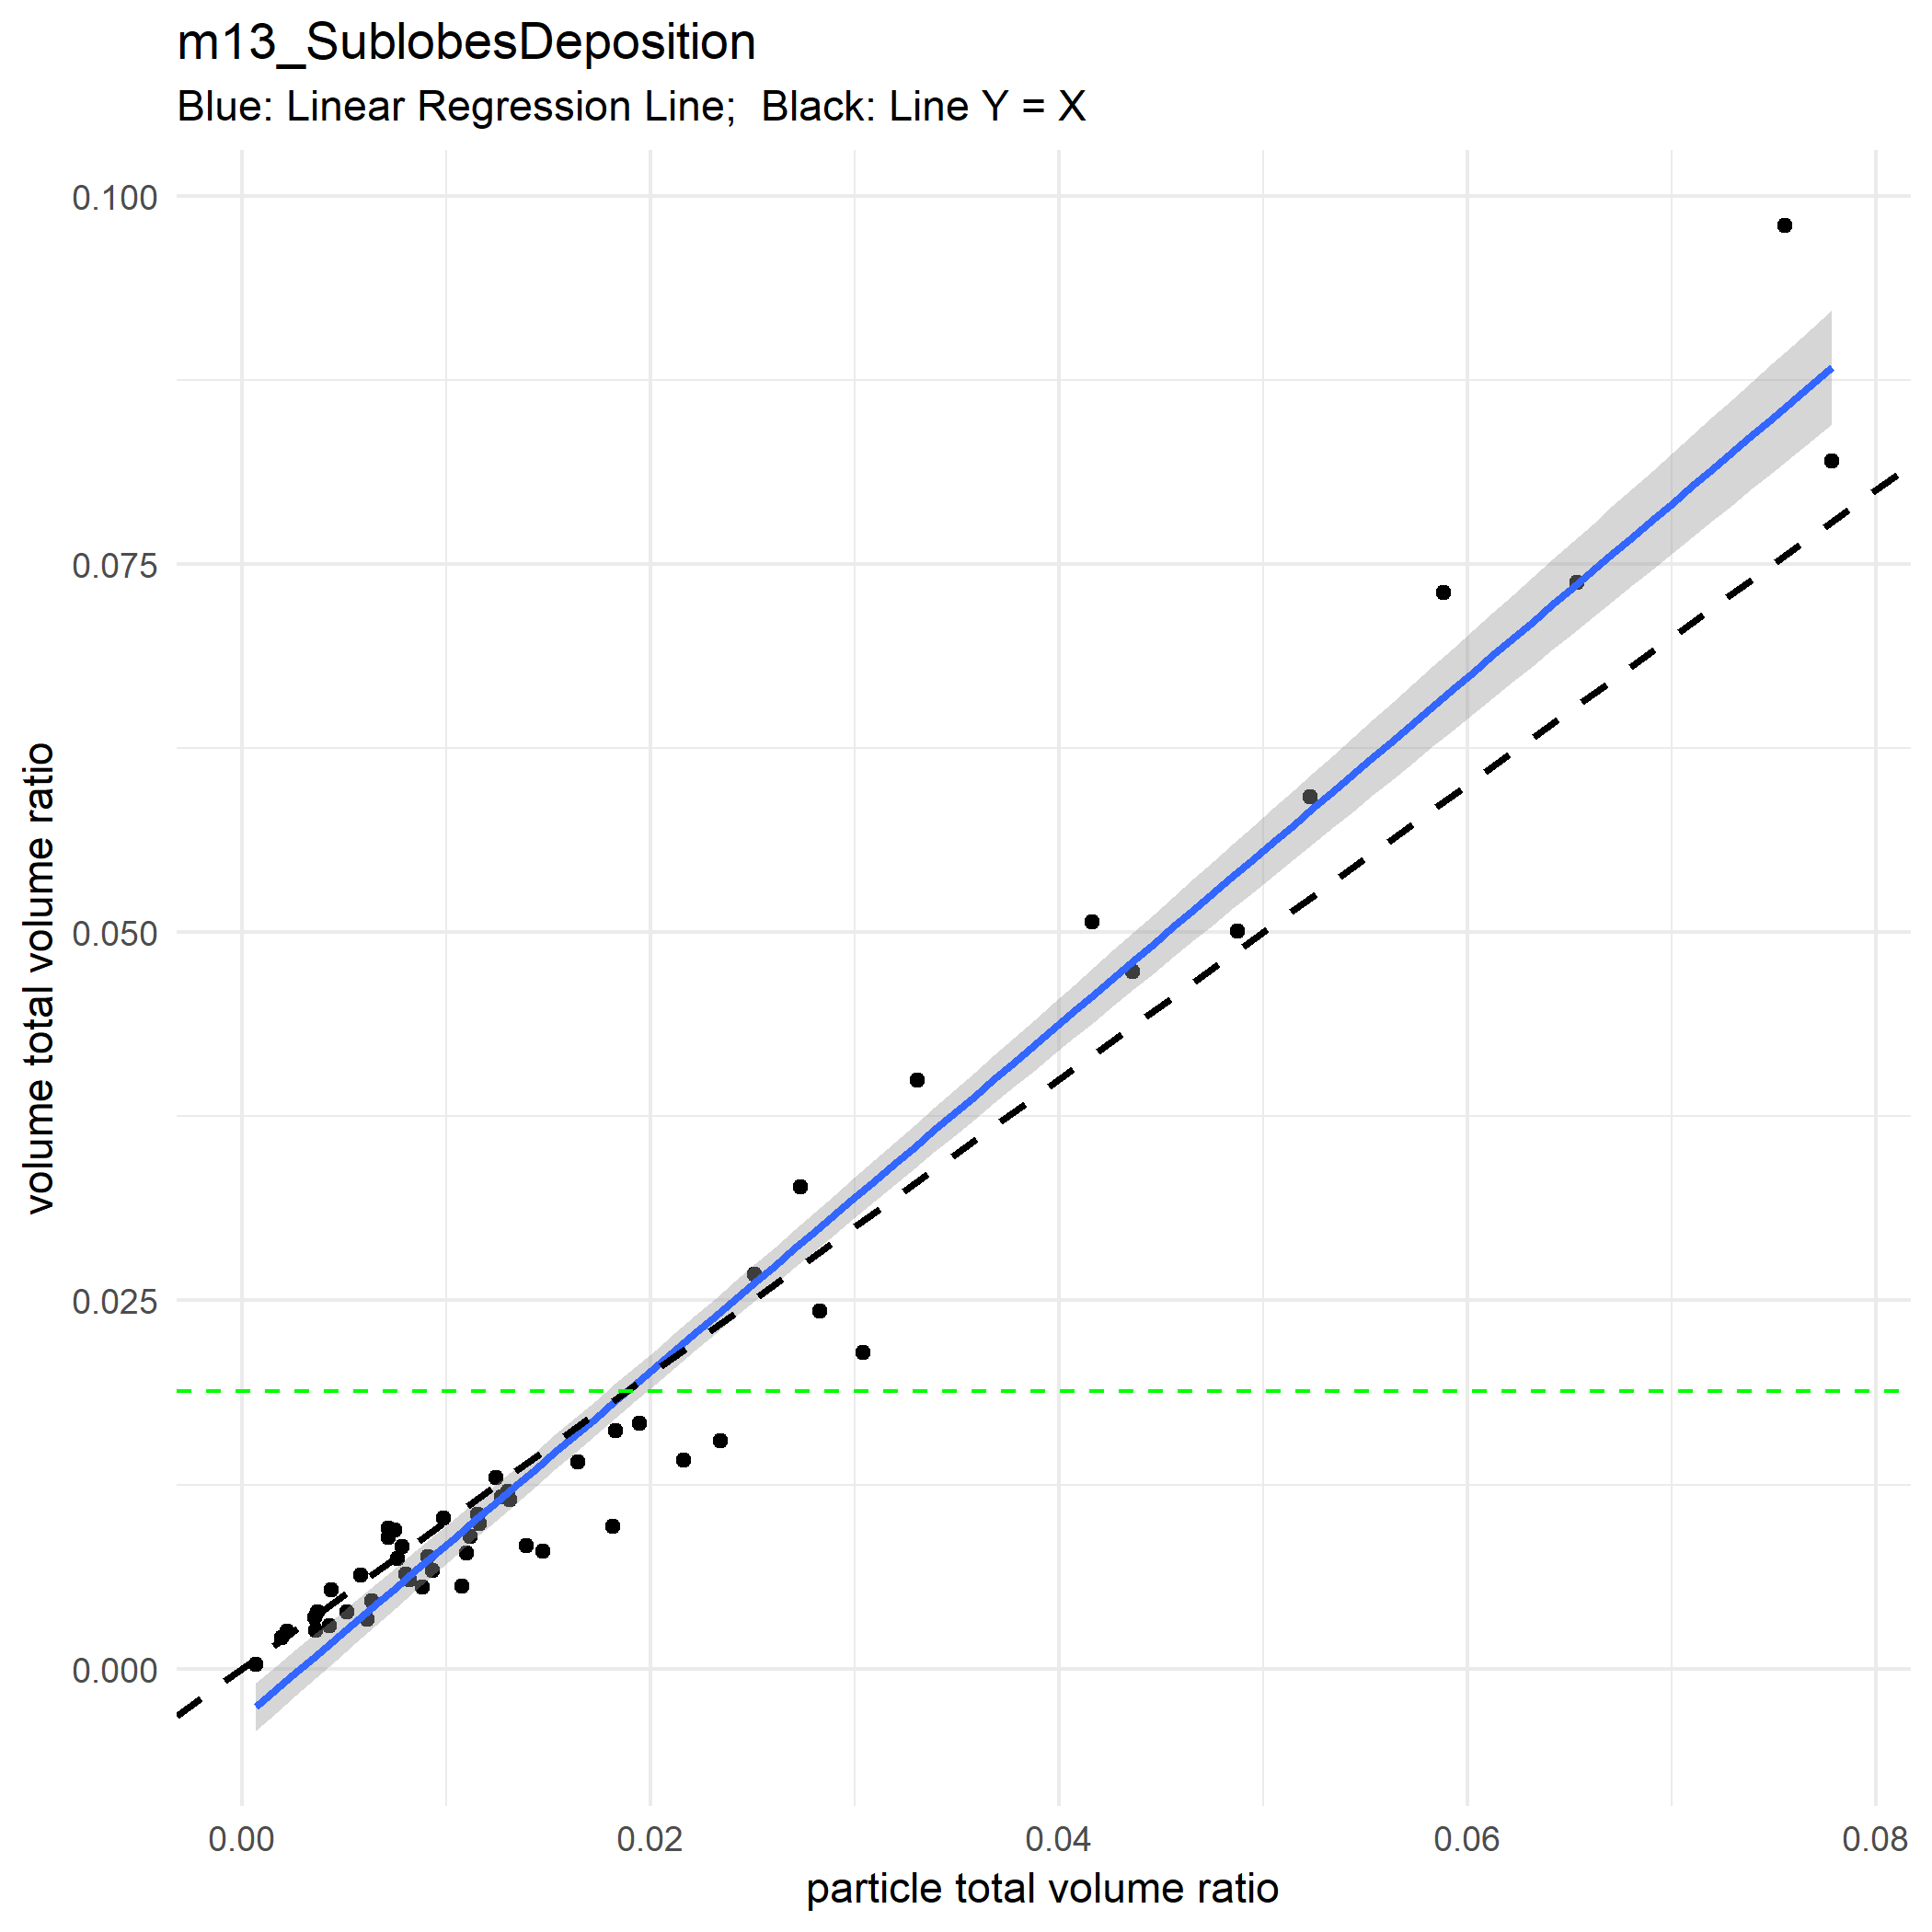 m13_SublobesDeposition
Blue: Linear Regression Line;  Black: Line Y = X
0.100
0.075
0.050
0.025
0.000
volume total volume ratio
0.00
0.02
0.04
0.06
0.08
particle total volume ratio